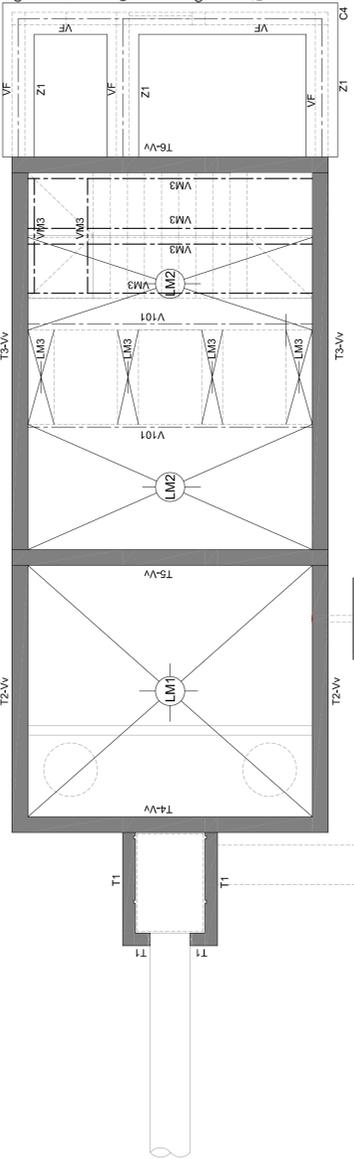 VF
VF
C4
VF
Z1
VF
Z1
VF
Z1
T6-Vv
VM3
VM3
VM3
VM3
VM3
VM3
LM2
V101
T3-Vv
T3-Vv
LM3
LM3
LM3
LM3
V101
LM2
T5-Vv
T2-Vv
T2-Vv
LM1
T4-Vv
T1
T1
T1
T1